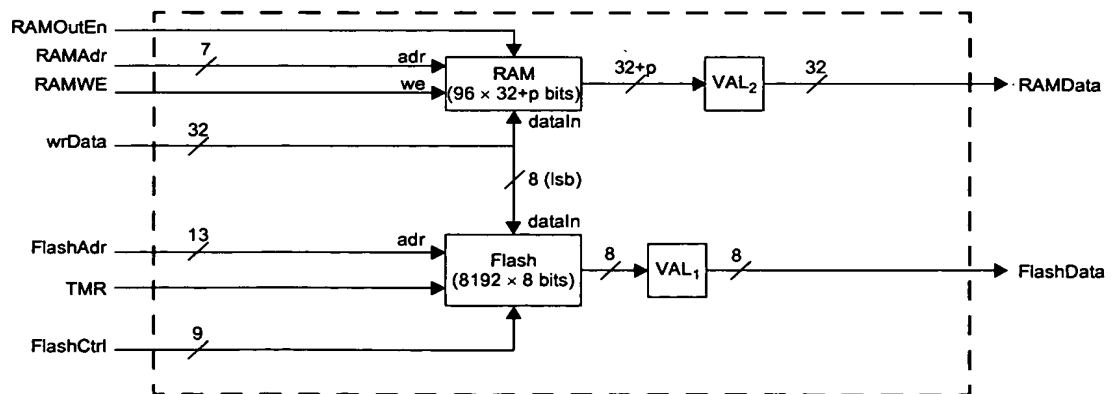 RAMOutEn
RAMAdr 7 adr
RAMWE we
RAM
(96 × 32+p bits)
32+p
VAL2
32
RAMData
dataIn
wrData 32
8 (lsb)
dataIn
FlashAdr 13 adr
Flash
(8192 × 8 bits)
8
VAL1
8
FlashData
TMR
FlashCtrl 9